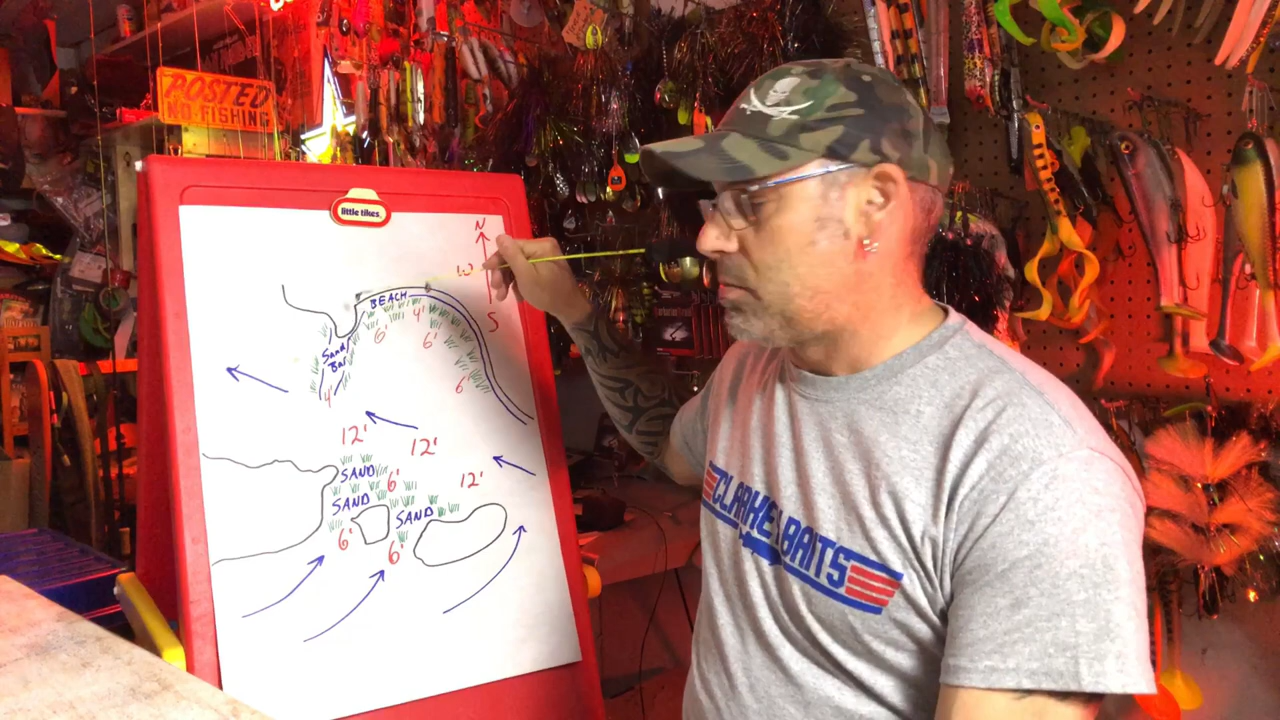 POSTED
NO FISHING
little tikes
N
W
S
BEACH
6'
4'
6'
Sand
Bar
6'
4'
12'
12'
SAND
6'
12'
SAND
SAND
6'
6'
CLARKE BAITS